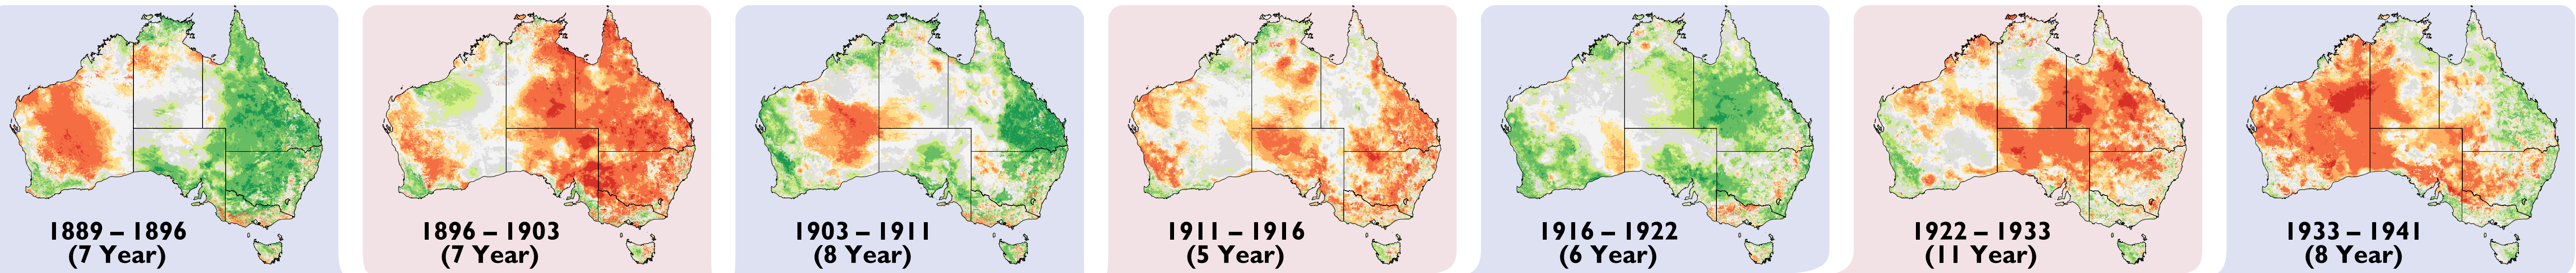 1889 – 1896
(7 Year)
1896 – 1903
(7 Year)
1903 – 1911
(8 Year)
1911 – 1916
(5 Year)
1916 – 1922
(6 Year)
1922 – 1933
(11 Year)
1933 – 1941
(8 Year)